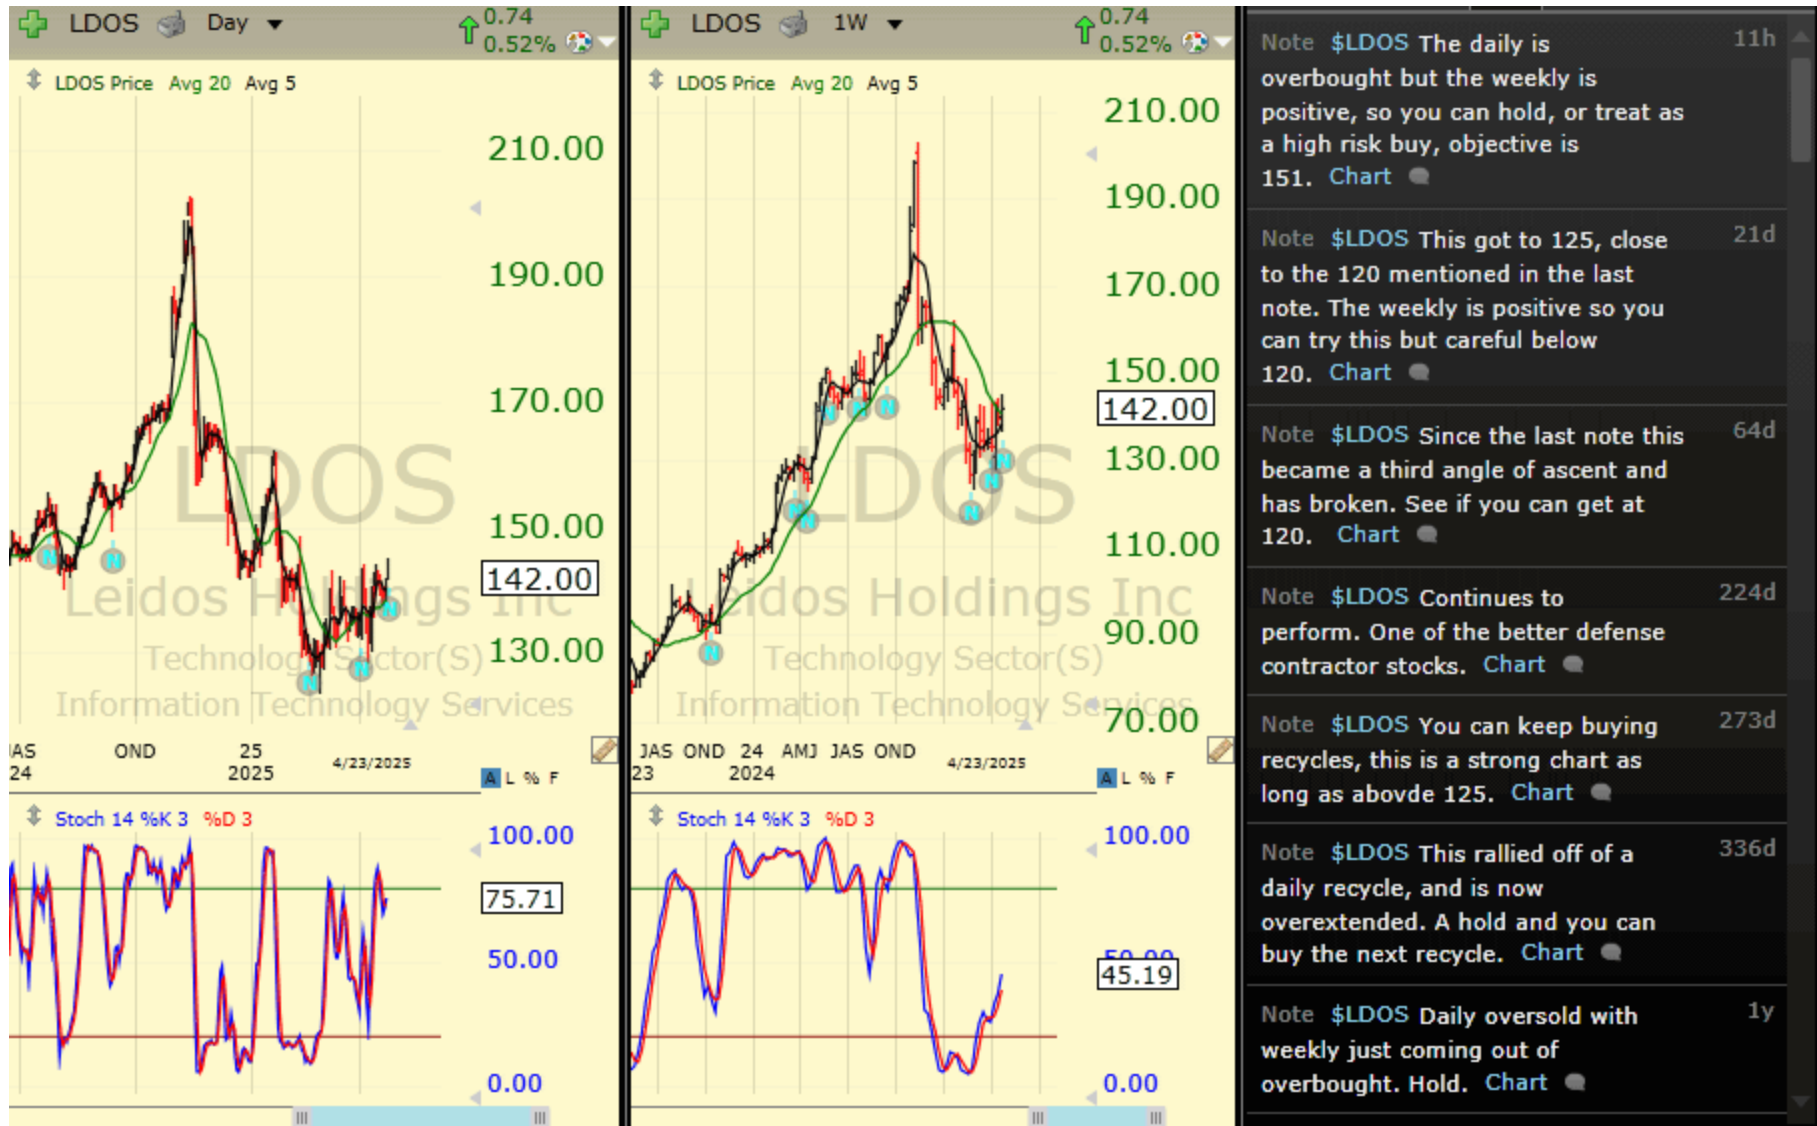 LDOS Day 0.74
0.52%
LDOS Price Avg 20 Avg 5
210.00
190.00
170.00
150.00
142.00
130.00
LDOS
Leidos Holdings Inc
Technology Sector(S)
Information Technology Services
N N N N N
JAS OND 25 4/23/2025
24 2025
A L % F
Stoch 14 %K 3 %D 3
100.00
75.71
50.00
0.00
LDOS 1W 0.74
0.52%
LDOS Price Avg 20 Avg 5
210.00
190.00
170.00
150.00
142.00
130.00
110.00
90.00
70.00
LDOS
Leidos Holdings Inc
Technology Sector(S)
Information Technology Services
N N N N N N N N N
JAS OND 24 AMJ JAS OND 4/23/2025
23 2024
A L % F
Stoch 14 %K 3 %D 3
100.00
50.00
45.19
0.00
Note $LDOS The daily is 11h
overbought but the weekly is
positive, so you can hold, or treat as
a high risk buy, objective is
151. Chart
Note $LDOS This got to 125, close 21d
to the 120 mentioned in the last
note. The weekly is positive so you
can try this but careful below
120. Chart
Note $LDOS Since the last note this 64d
became a third angle of ascent and
has broken. See if you can get at
120. Chart
Note $LDOS Continues to 224d
perform. One of the better defense
contractor stocks. Chart
Note $LDOS You can keep buying 273d
recycles, this is a strong chart as
long as abovde 125. Chart
Note $LDOS This rallied off of a 336d
daily recycle, and is now
overextended. A hold and you can
buy the next recycle. Chart
Note $LDOS Daily oversold with 1y
weekly just coming out of
overbought. Hold. Chart